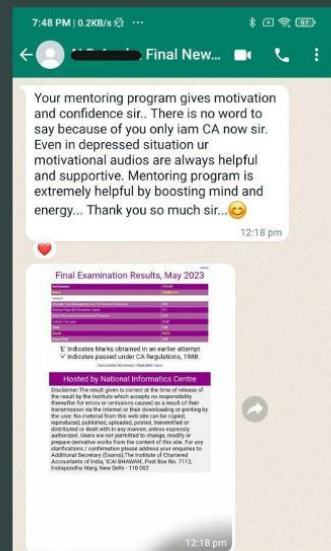 7:48 PM | 0.2KB/s
97
Final New...
Your mentoring program gives motivation
and confidence sir.. There is no word to
say because of you only iam CA now sir.
Even in depressed situation ur
motivational audios are always helpful
and supportive. Mentoring program is
extremely helpful by boosting mind and
energy... Thank you so much sir...😊
12:18 pm
Final Examination Results, May 2023
'E' Indicates Marks obtained in an earlier attempt
Indicates passed under CA Regulations, 1988.
Hosted by National Informatics Centre
Disclaimer: The result given is correct at the time of release of
the result by the Institute which accepts no responsibility
thereafter for errors or omissions caused as a result of their
transmission via the internet or their downloading or printing by
the user. No material from this web site can be copied,
reproduced, published, uploaded, posted, transmitted or
distributed or dealt with in any manner, unless expressly
authorized. Users are not permitted to change, modify or
prepare derivative works from the content of this site. For any
clarifications / confirmation please address your enquiries to
Additional Secretary (Exams), The Institute of Chartered
Accountants of India, 'ICAI BHAWAN', Post Box No. 7112,
Indraprastha Marg, New Delhi - 110 002
12:18 pm